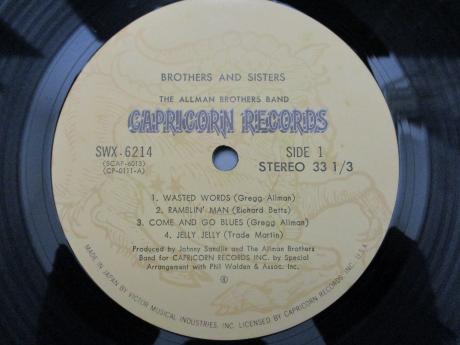 BROTHERS AND SISTERS
THE ALLMAN BROTHERS BAND
CAPRICORN RECORDS
SWX-6214
(SCAP-6013)
(CP-0111-A)
SIDE 1
STEREO 33 1/3
1. WASTED WORDS (Gregg Allman)
2. RAMBLIN' MAN (Richard Betts)
3. COME AND GO BLUES (Gregg Allman)
4. JELLY JELLY (Trade Martin)
Produced by Johnny Sandlin and The Allman Brothers
Band for CAPRICORN RECORDS INC. by Special
Arrangement with Phil Walden & Assoc. Inc.
MADE IN JAPAN BY VICTOR MUSICAL INDUSTRIES, INC. LICENSED BY CAPRICORN RECORDS INC. U.S.A.